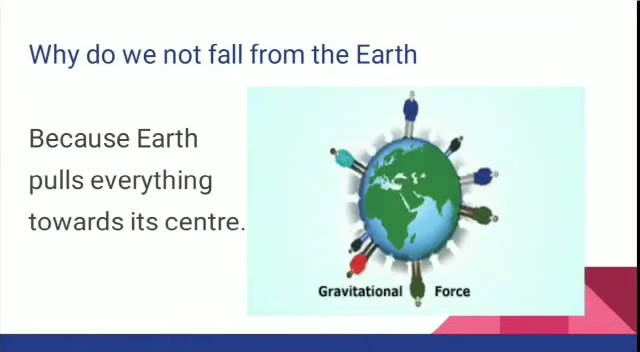 Why do we not fall from the Earth
Because Earth
pulls everything
towards its centre.
Gravitational Force